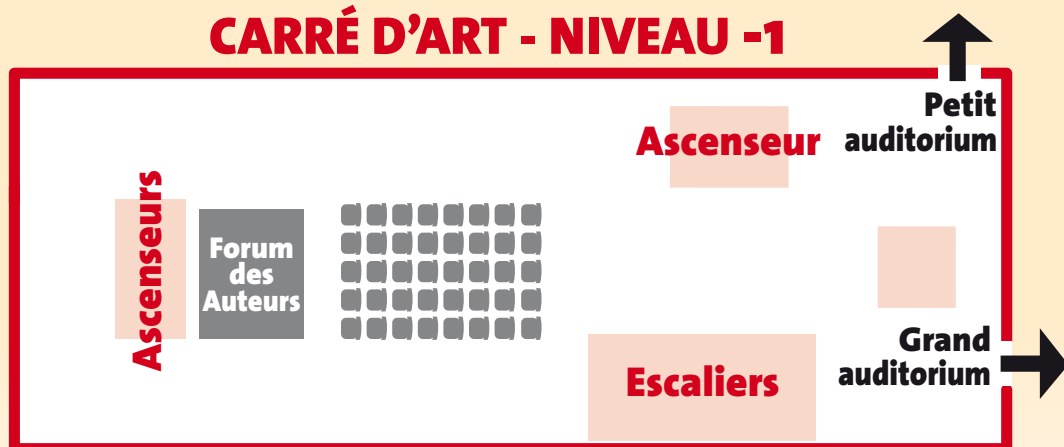 CARRÉ D'ART - NIVEAU -1
Petit
auditorium
Ascenseur
Ascenseurs
Forum
des
Auteurs
Grand
auditorium
Escaliers